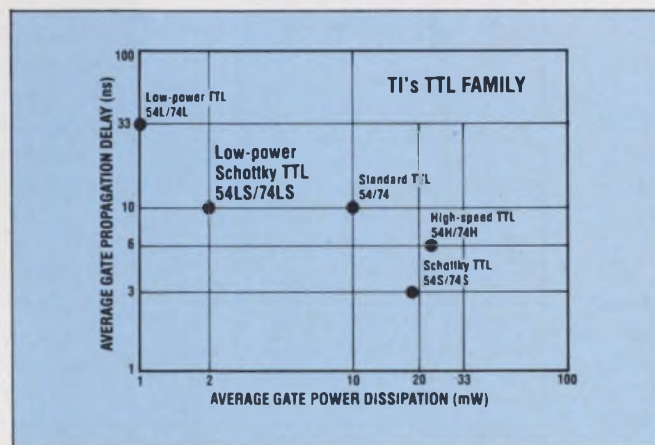 TI's TTL FAMILY
AVERAGE GATE PROPAGATION DELAY (ns)
100
33
10
6
3
1
Low-power TTL
54L/74L
Low-power
Schottky TTL
54LS/74LS
Standard TTL
54/74
High-speed TTL
54H/74H
Schottky TTL
54S/74S
1 2 10 20 33 100
AVERAGE GATE POWER DISSIPATION (mW)